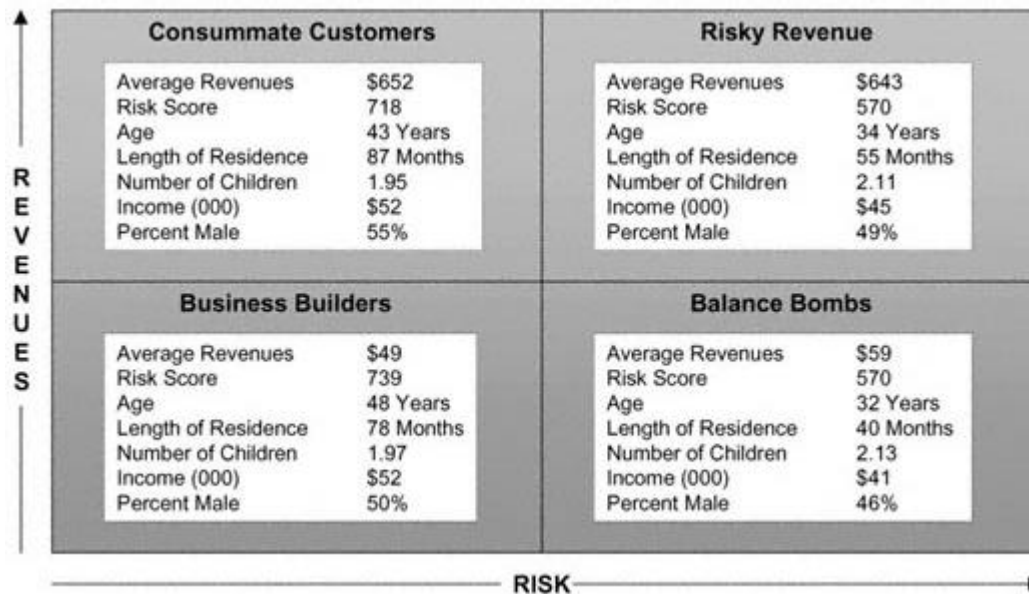 REVENUES
Consummate Customers
Average Revenues $652
Risk Score 718
Age 43 Years
Length of Residence 87 Months
Number of Children 1.95
Income (000) $52
Percent Male 55%
Risky Revenue
Average Revenues $643
Risk Score 570
Age 34 Years
Length of Residence 55 Months
Number of Children 2.11
Income (000) $45
Percent Male 49%
Business Builders
Average Revenues $49
Risk Score 739
Age 48 Years
Length of Residence 78 Months
Number of Children 1.97
Income (000) $52
Percent Male 50%
Balance Bombs
Average Revenues $59
Risk Score 570
Age 32 Years
Length of Residence 40 Months
Number of Children 2.13
Income (000) $41
Percent Male 46%
RISK